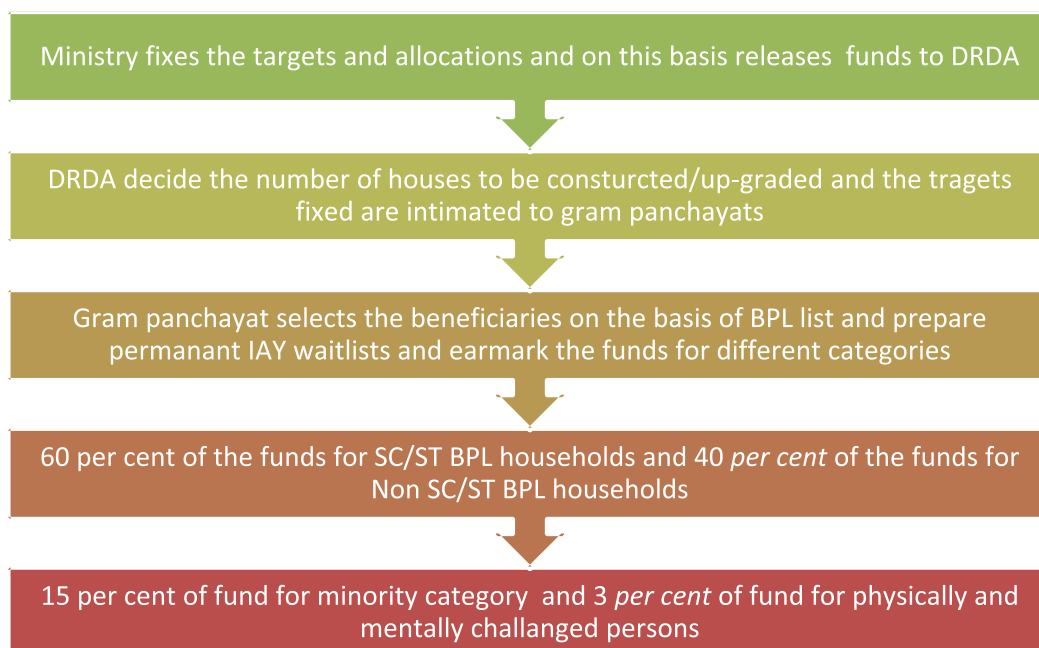 Ministry fixes the targets and allocations and on this basis releases  funds to DRDA
DRDA decide the number of houses to be consturcted/up-graded and the tragets
fixed are intimated to gram panchayats
Gram panchayat selects the beneficiaries on the basis of BPL list and prepare
permanant IAY waitlists and earmark the funds for different categories
60 per cent of the funds for SC/ST BPL households and 40 per cent of the funds for
Non SC/ST BPL households
15 per cent of fund for minority category  and 3 per cent of fund for physically and
mentally challanged persons